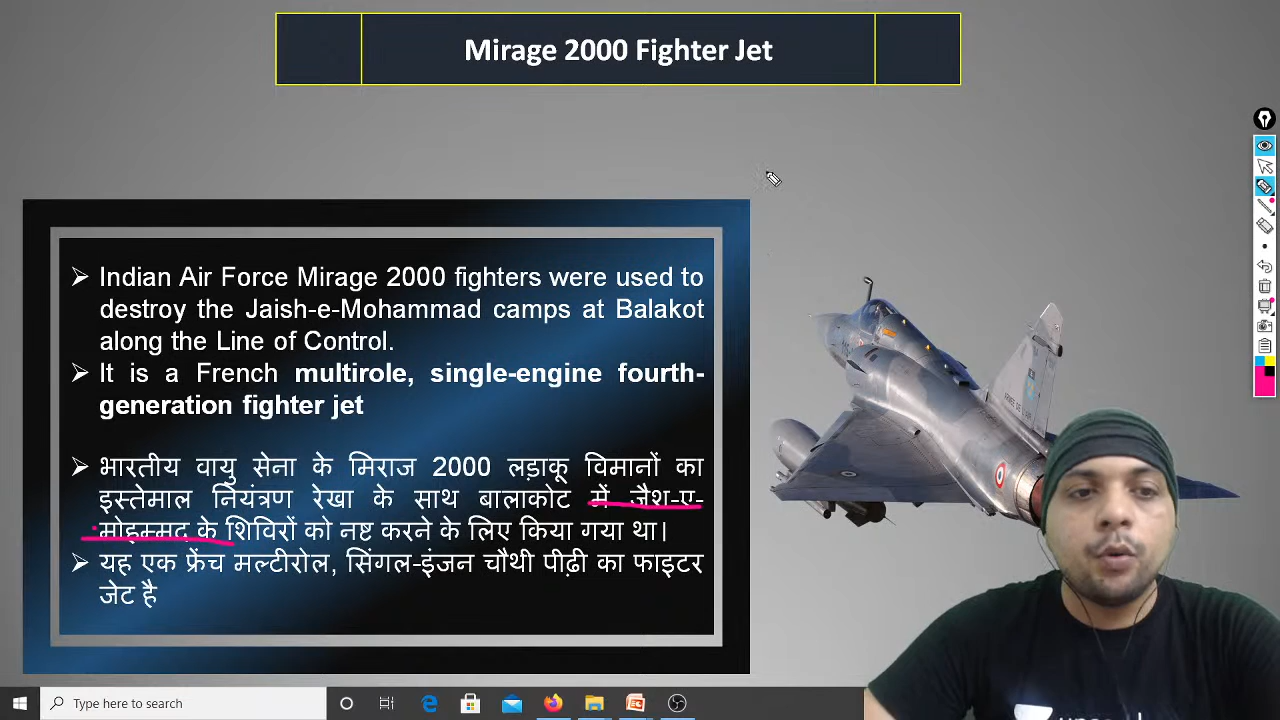 Mirage 2000 Fighter Jet
Indian Air Force Mirage 2000 fighters were used to
destroy the Jaish-e-Mohammad camps at Balakot
along the Line of Control.
It is a French multirole, single-engine fourth-
generation fighter jet
भारतीय वायु सेना के मिराज 2000 लड़ाकू विमानों का
इस्तेमाल नियंत्रण रेखा के साथ बालाकोट में जैश-ए-
मोहम्मद के शिविरों को नष्ट करने के लिए किया गया था।
यह एक फ्रेंच मल्टीरोल, सिंगल-इंजन चौथी पीढ़ी का फाइटर
जेट है
Type here to search